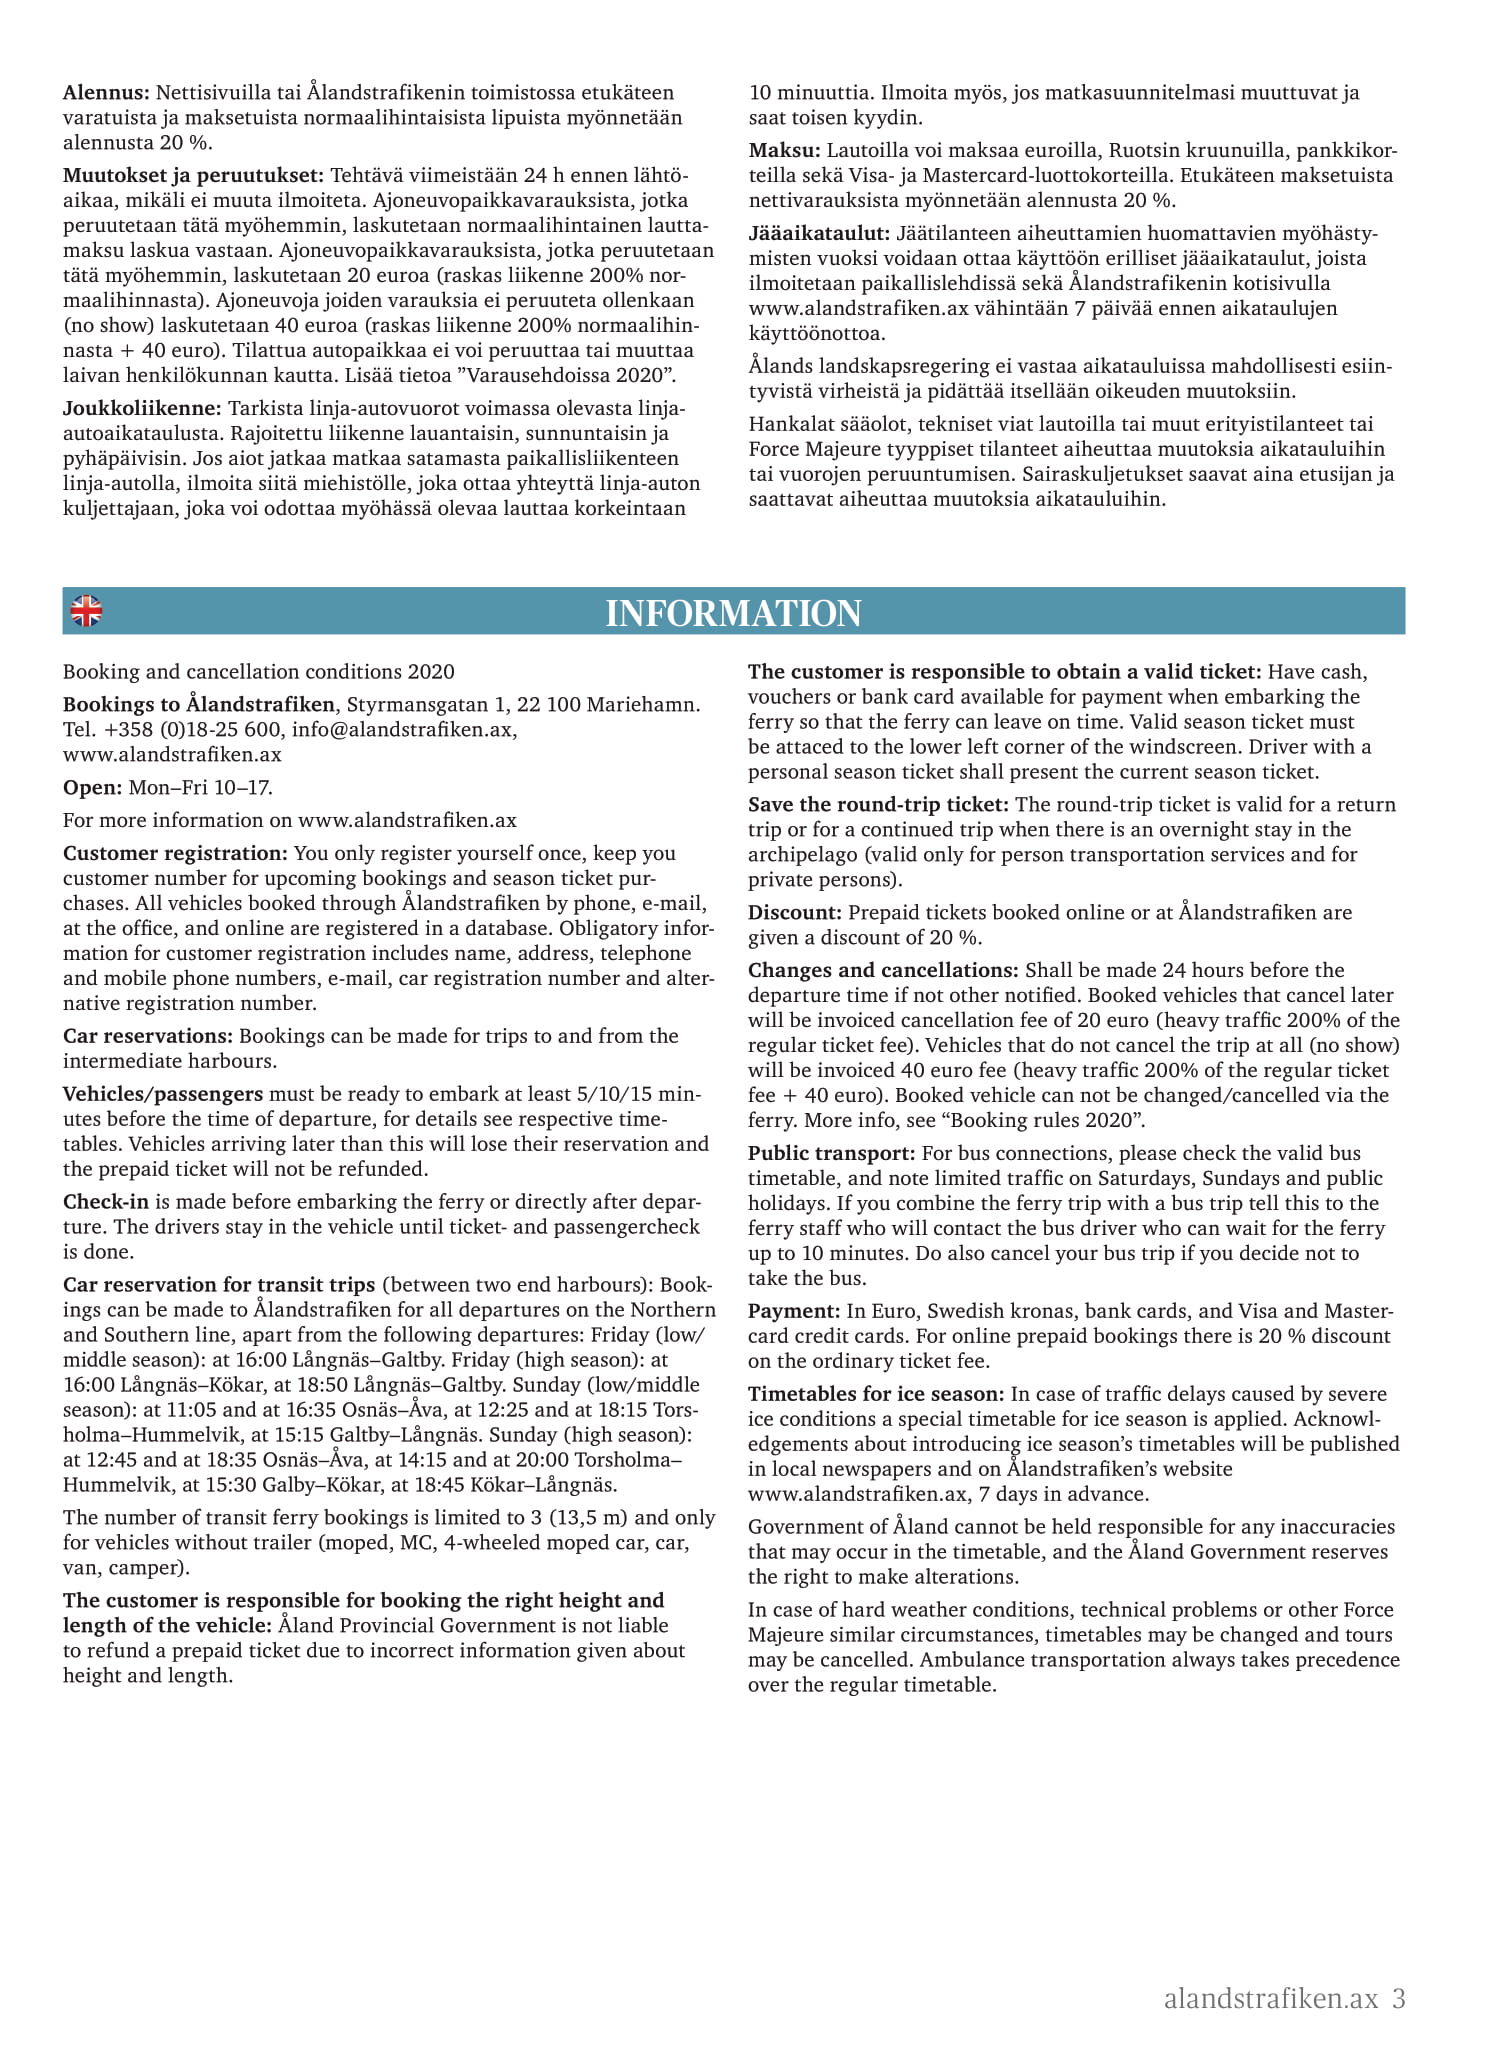 Alennus: Nettisivuilla tai Ålandstrafikenin toimistossa etukäteen
varatuista ja maksetuista normaalihintaisista lipuista myönnetään
alennusta 20 %.
Muutokset ja peruutukset: Tehtävä viimeistään 24 h ennen lähtö-
aikaa, mikäli ei muuta ilmoiteta. Ajoneuvopaikkavarauksista, jotka
peruutetaan tätä myöhemmin, laskutetaan normaalihintainen lautta-
maksu laskua vastaan. Ajoneuvopaikkavarauksista, jotka peruutetaan
tätä myöhemmin, laskutetaan 20 euroa (raskas liikenne 200% nor-
maalihinnasta). Ajoneuvoja joiden varauksia ei peruuteta ollenkaan
(no show) laskutetaan 40 euroa (raskas liikenne 200% normaalihin-
nasta + 40 euro). Tilattua autopaikkaa ei voi peruuttaa tai muuttaa
laivan henkilökunnan kautta. Lisää tietoa ”Varausehdoissa 2020”.
Joukkoliikenne: Tarkista linja-autovuorot voimassa olevasta linja-
autoaikataulusta. Rajoitettu liikenne lauantaisin, sunnuntaisin ja
pyhäpäivisin. Jos aiot jatkaa matkaa satamasta paikallisliikenteen
linja-autolla, ilmoita siitä miehistölle, joka ottaa yhteyttä linja-auton
kuljettajaan, joka voi odottaa myöhässä olevaa lauttaa korkeintaan
10 minuuttia. Ilmoita myös, jos matkasuunnitelmasi muuttuvat ja
saat toisen kyydin.
Maksu: Lautoilla voi maksaa euroilla, Ruotsin kruunuilla, pankkikor-
teilla sekä Visa- ja Mastercard-luottokorteilla. Etukäteen maksetuista
nettivarauksista myönnetään alennusta 20 %.
Jääaikataulut: Jäätilanteen aiheuttamien huomattavien myöhästy-
misten vuoksi voidaan ottaa käyttöön erilliset jääaikataulut, joista
ilmoitetaan paikallislehdissä sekä Ålandstrafikenin kotisivulla
www.alandstrafiken.ax vähintään 7 päivää ennen aikataulujen
käyttöönottoa.
Ålands landskapsregering ei vastaa aikatauluissa mahdollisesti esiin-
tyvistä virheistä ja pidättää itsellään oikeuden muutoksiin.
Hankalat sääolot, tekniset viat lautoilla tai muut erityistilanteet tai
Force Majeure tyyppiset tilanteet aiheuttaa muutoksia aikatauluihin
tai vuorojen peruuntumisen. Sairaskuljetukset saavat aina etusijan ja
saattavat aiheuttaa muutoksia aikatauluihin.
INFORMATION
Booking and cancellation conditions 2020
Bookings to Ålandstrafiken, Styrmansgatan 1, 22 100 Mariehamn.
Tel. +358 (0)18-25 600, info@alandstrafiken.ax,
www.alandstrafiken.ax
Open: Mon–Fri 10–17.
For more information on www.alandstrafiken.ax
Customer registration: You only register yourself once, keep you
customer number for upcoming bookings and season ticket pur-
chases. All vehicles booked through Ålandstrafiken by phone, e-mail,
at the office, and online are registered in a database. Obligatory infor-
mation for customer registration includes name, address, telephone
and mobile phone numbers, e-mail, car registration number and alter-
native registration number.
Car reservations: Bookings can be made for trips to and from the
intermediate harbours.
Vehicles/passengers must be ready to embark at least 5/10/15 min-
utes before the time of departure, for details see respective time-
tables. Vehicles arriving later than this will lose their reservation and
the prepaid ticket will not be refunded.
Check-in is made before embarking the ferry or directly after depar-
ture. The drivers stay in the vehicle until ticket- and passengercheck
is done.
Car reservation for transit trips (between two end harbours): Book-
ings can be made to Ålandstrafiken for all departures on the Northern
and Southern line, apart from the following departures: Friday (low/
middle season): at 16:00 Långnäs–Galtby. Friday (high season): at
16:00 Långnäs–Kökar, at 18:50 Långnäs–Galtby. Sunday (low/middle
season): at 11:05 and at 16:35 Osnäs–Åva, at 12:25 and at 18:15 Tors-
holma–Hummelvik, at 15:15 Galtby–Långnäs. Sunday (high season):
at 12:45 and at 18:35 Osnäs–Åva, at 14:15 and at 20:00 Torsholma–
Hummelvik, at 15:30 Galby–Kökar, at 18:45 Kökar–Långnäs.
The number of transit ferry bookings is limited to 3 (13,5 m) and only
for vehicles without trailer (moped, MC, 4-wheeled moped car, car,
van, camper).
The customer is responsible for booking the right height and
length of the vehicle: Åland Provincial Government is not liable
to refund a prepaid ticket due to incorrect information given about
height and length.
The customer is responsible to obtain a valid ticket: Have cash,
vouchers or bank card available for payment when embarking the
ferry so that the ferry can leave on time. Valid season ticket must
be attaced to the lower left corner of the windscreen. Driver with a
personal season ticket shall present the current season ticket.
Save the round-trip ticket: The round-trip ticket is valid for a return
trip or for a continued trip when there is an overnight stay in the
archipelago (valid only for person transportation services and for
private persons).
Discount: Prepaid tickets booked online or at Ålandstrafiken are
given a discount of 20 %.
Changes and cancellations: Shall be made 24 hours before the
departure time if not other notified. Booked vehicles that cancel later
will be invoiced cancellation fee of 20 euro (heavy traffic 200% of the
regular ticket fee). Vehicles that do not cancel the trip at all (no show)
will be invoiced 40 euro fee (heavy traffic 200% of the regular ticket
fee + 40 euro). Booked vehicle can not be changed/cancelled via the
ferry. More info, see “Booking rules 2020”.
Public transport: For bus connections, please check the valid bus
timetable, and note limited traffic on Saturdays, Sundays and public
holidays. If you combine the ferry trip with a bus trip tell this to the
ferry staff who will contact the bus driver who can wait for the ferry
up to 10 minutes. Do also cancel your bus trip if you decide not to
take the bus.
Payment: In Euro, Swedish kronas, bank cards, and Visa and Master-
card credit cards. For online prepaid bookings there is 20 % discount
on the ordinary ticket fee.
Timetables for ice season: In case of traffic delays caused by severe
ice conditions a special timetable for ice season is applied. Acknowl-
edgements about introducing ice season’s timetables will be published
in local newspapers and on Ålandstrafiken’s website
www.alandstrafiken.ax, 7 days in advance.
Government of Åland cannot be held responsible for any inaccuracies
that may occur in the timetable, and the Åland Government reserves
the right to make alterations.
In case of hard weather conditions, technical problems or other Force
Majeure similar circumstances, timetables may be changed and tours
may be cancelled. Ambulance transportation always takes precedence
over the regular timetable.
alandstrafiken.ax 3